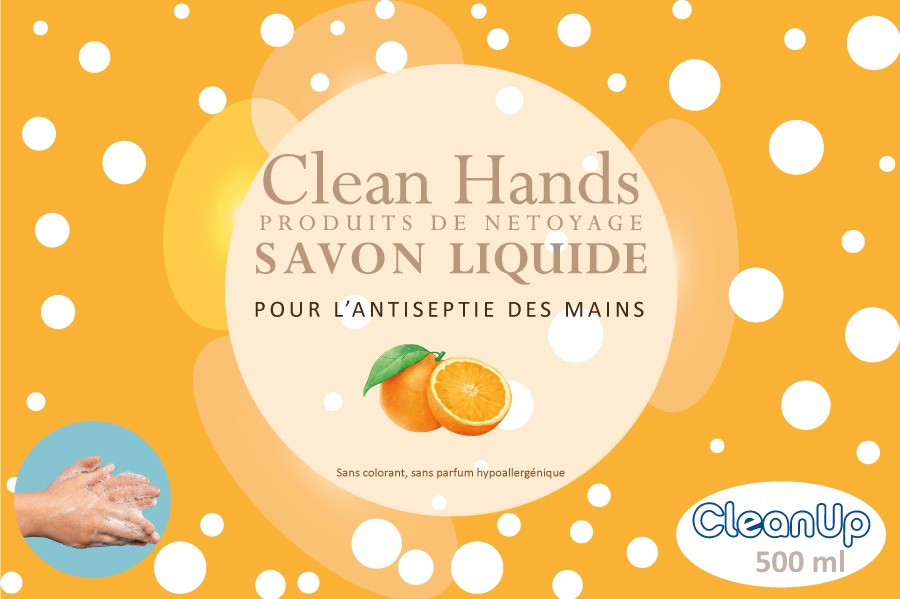 Clean Hands
PRODUITS DE NETOYAGE
SAVON LIQUIDE
POUR L’ANTISEPTIE DES MAINS
Sans colorant, sans parfum hypoallergénique
CleanUp
500 ml